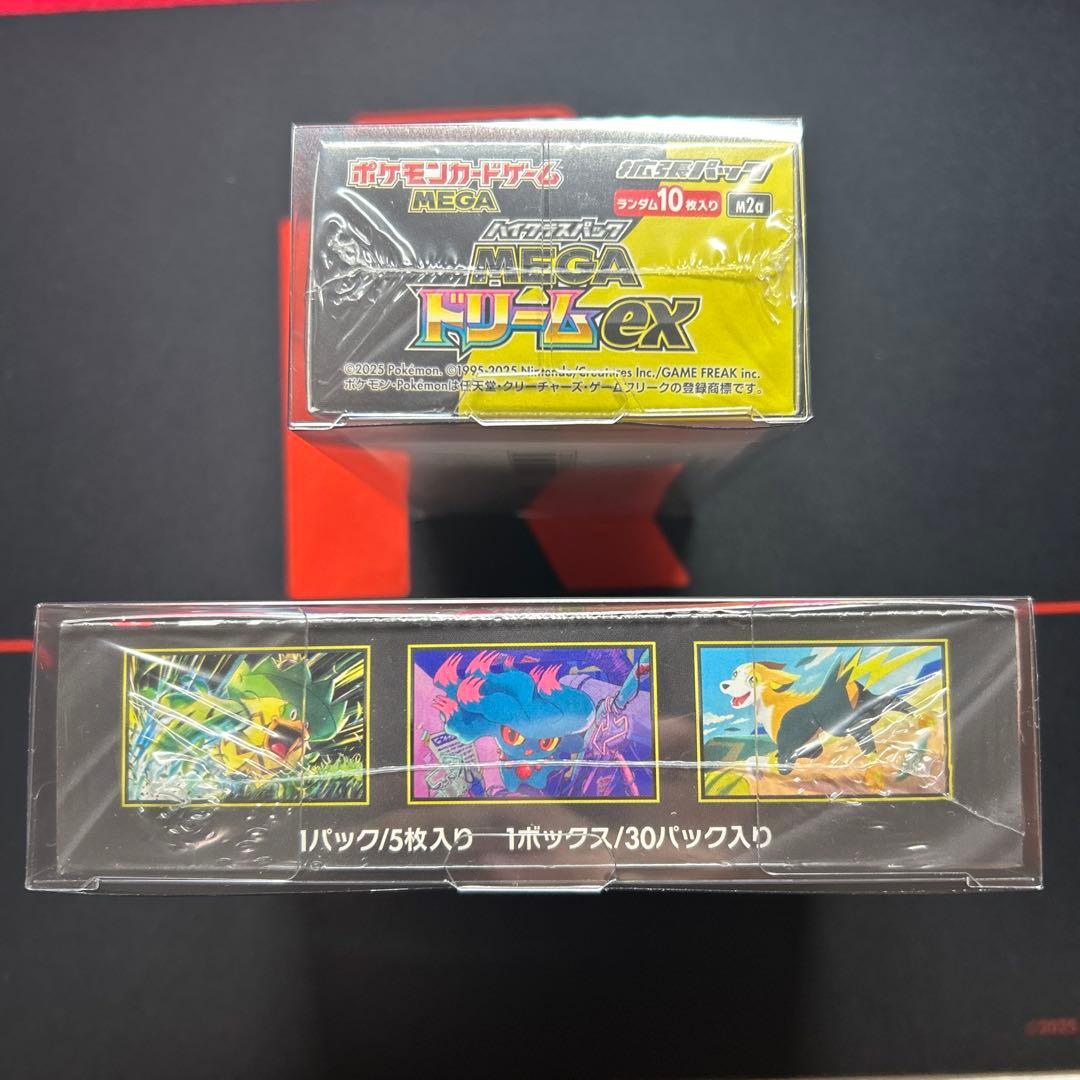 ポケモンカードゲーム
MEGA
拡張パック
ランダム10枚入り
M2a
ハイクラスパック
MEGA
ドリームex
©2025 Pokémon. ©1995-2025 Nintendo/Creatures Inc./GAME FREAK inc.
ポケモン・Pokémonは任天堂・クリーチャーズ・ゲームフリークの登録商標です。
1パック/5枚入り 1ボックス/30パック入り
©2025